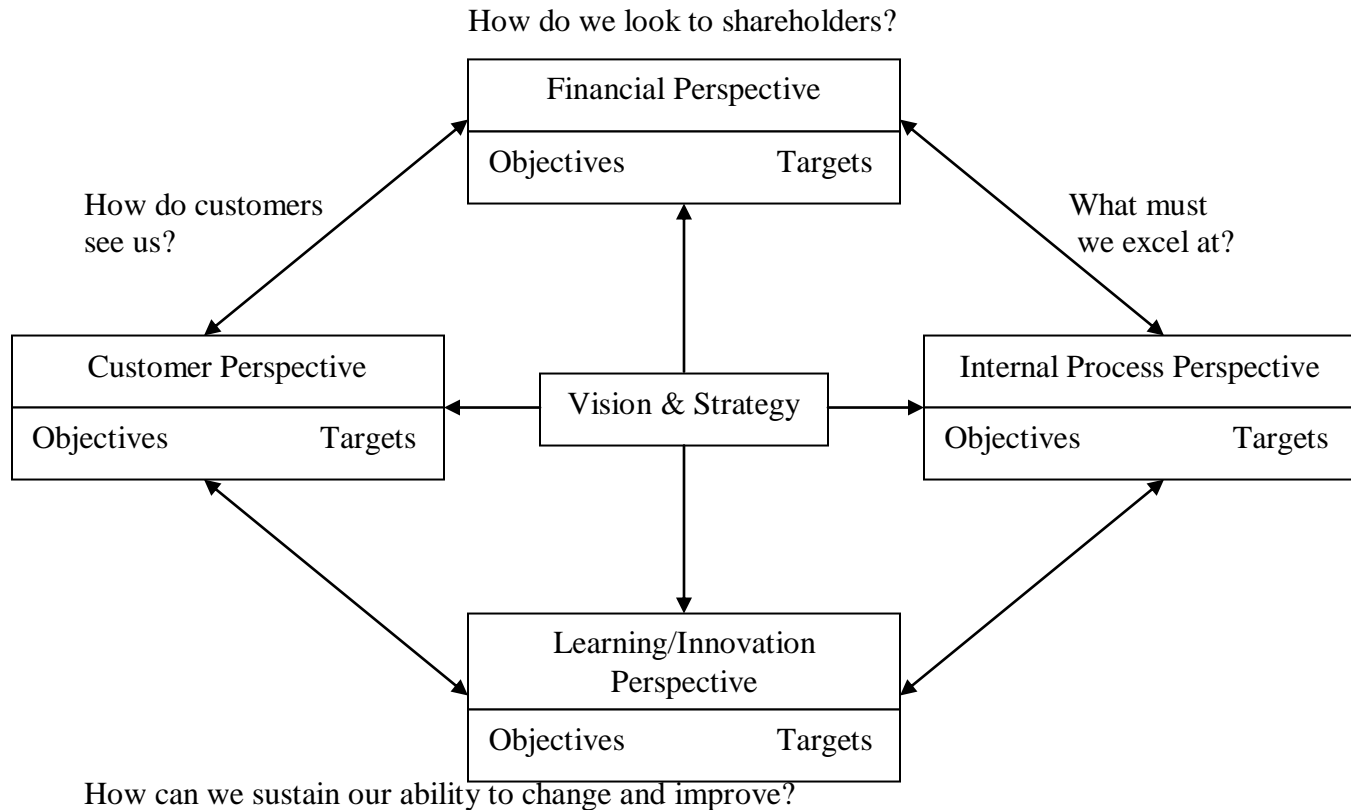 How do we look to shareholders?
Financial Perspective
Objectives Targets
How do customers
see us?
What must
we excel at?
Customer Perspective
Objectives Targets
Vision & Strategy
Internal Process Perspective
Objectives Targets
Learning/Innovation
Perspective
Objectives Targets
How can we sustain our ability to change and improve?